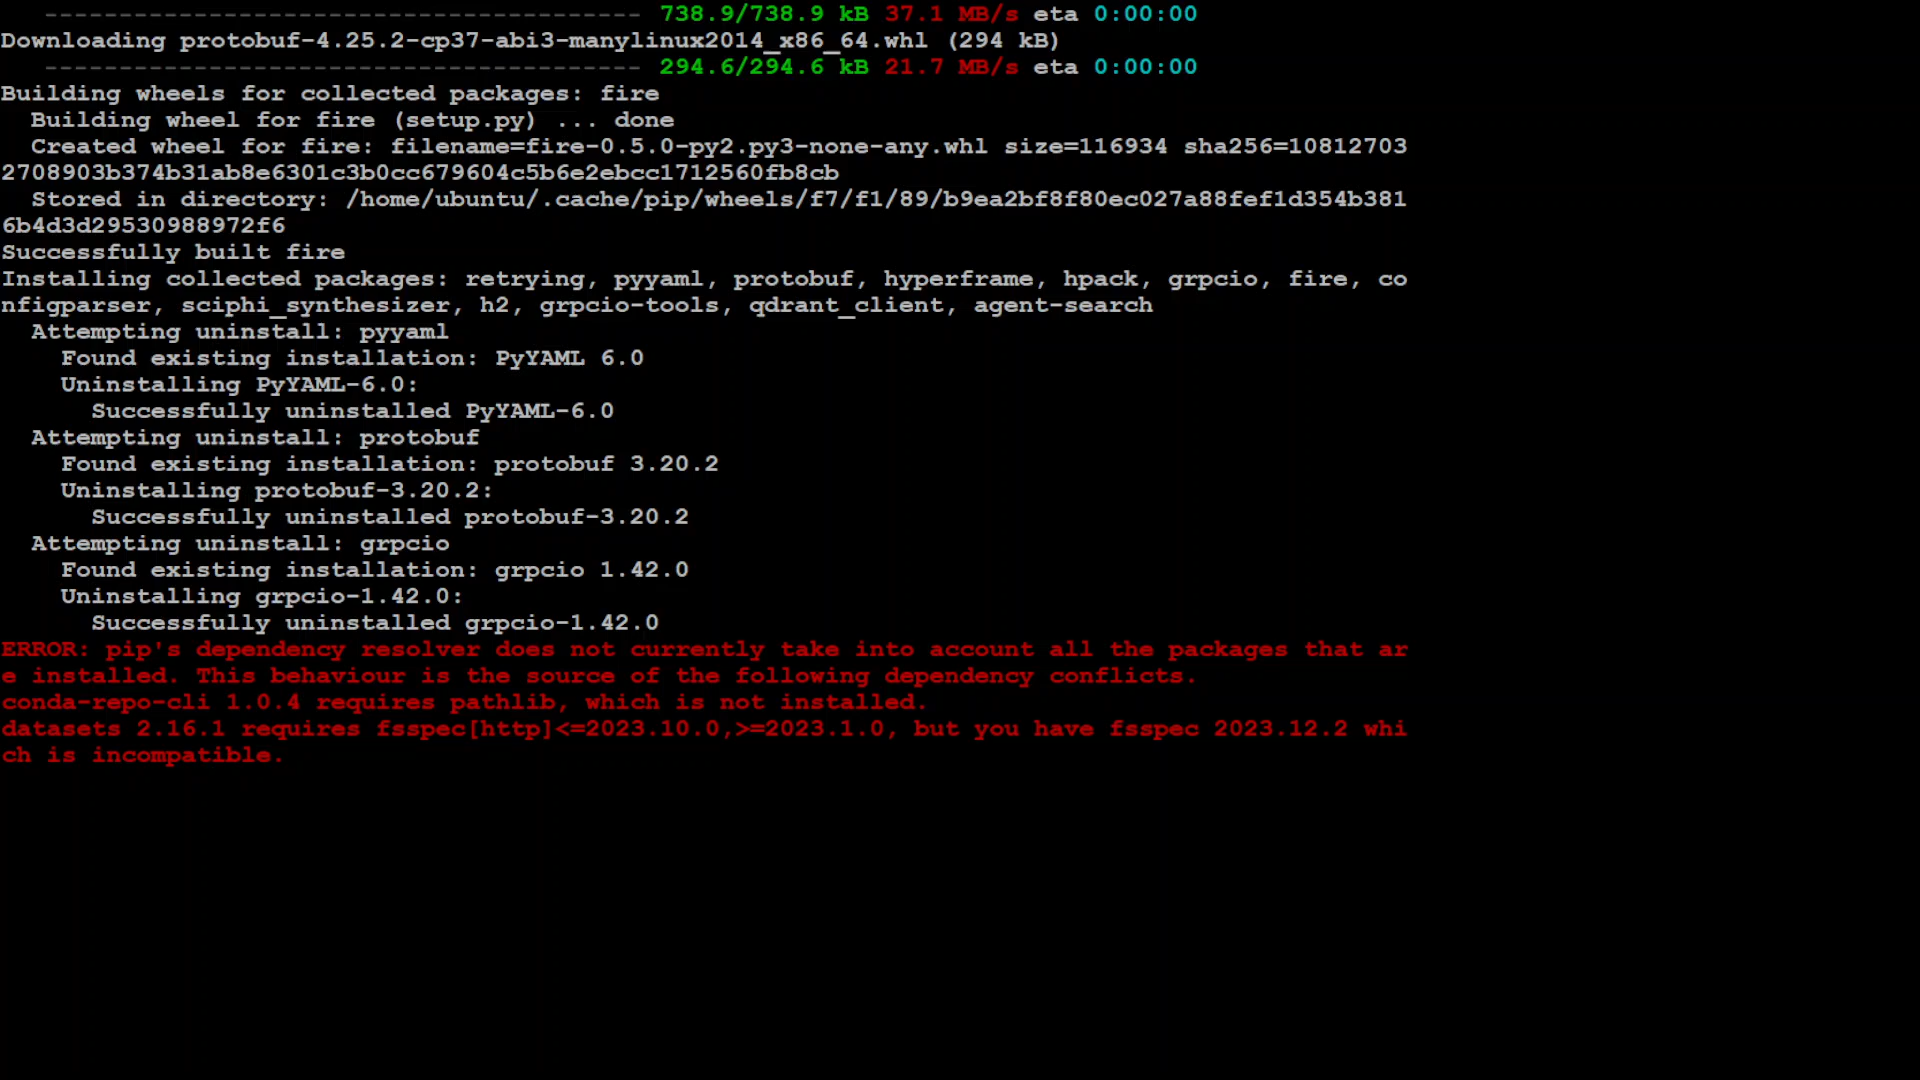 ---------------------------------------- 738.9/738.9 kB 37.1 MB/s eta 0:00:00
Downloading protobuf-4.25.2-cp37-abi3-manylinux2014_x86_64.whl (294 kB)
---------------------------------------- 294.6/294.6 kB 21.7 MB/s eta 0:00:00
Building wheels for collected packages: fire
Building wheel for fire (setup.py) ... done
Created wheel for fire: filename=fire-0.5.0-py2.py3-none-any.whl size=116934 sha256=10812703
2708903b374b31ab8e6301c3b0cc679604c5b6e2ebcc1712560fb8cb
Stored in directory: /home/ubuntu/.cache/pip/wheels/f7/f1/89/b9ea2bf8f80ec027a88fef1d354b381
6b4d3d29530988972f6
Successfully built fire
Installing collected packages: retrying, pyyaml, protobuf, hyperframe, hpack, grpcio, fire, co
nfigparser, sciphi_synthesizer, h2, grpcio-tools, qdrant_client, agent-search
Attempting uninstall: pyyaml
Found existing installation: PyYAML 6.0
Uninstalling PyYAML-6.0:
Successfully uninstalled PyYAML-6.0
Attempting uninstall: protobuf
Found existing installation: protobuf 3.20.2
Uninstalling protobuf-3.20.2:
Successfully uninstalled protobuf-3.20.2
Attempting uninstall: grpcio
Found existing installation: grpcio 1.42.0
Uninstalling grpcio-1.42.0:
Successfully uninstalled grpcio-1.42.0
ERROR: pip's dependency resolver does not currently take into account all the packages that ar
e installed. This behaviour is the source of the following dependency conflicts.
conda-repo-cli 1.0.4 requires pathlib, which is not installed.
datasets 2.16.1 requires fsspec[http]<=2023.10.0,>=2023.1.0, but you have fsspec 2023.12.2 whi
ch is incompatible.